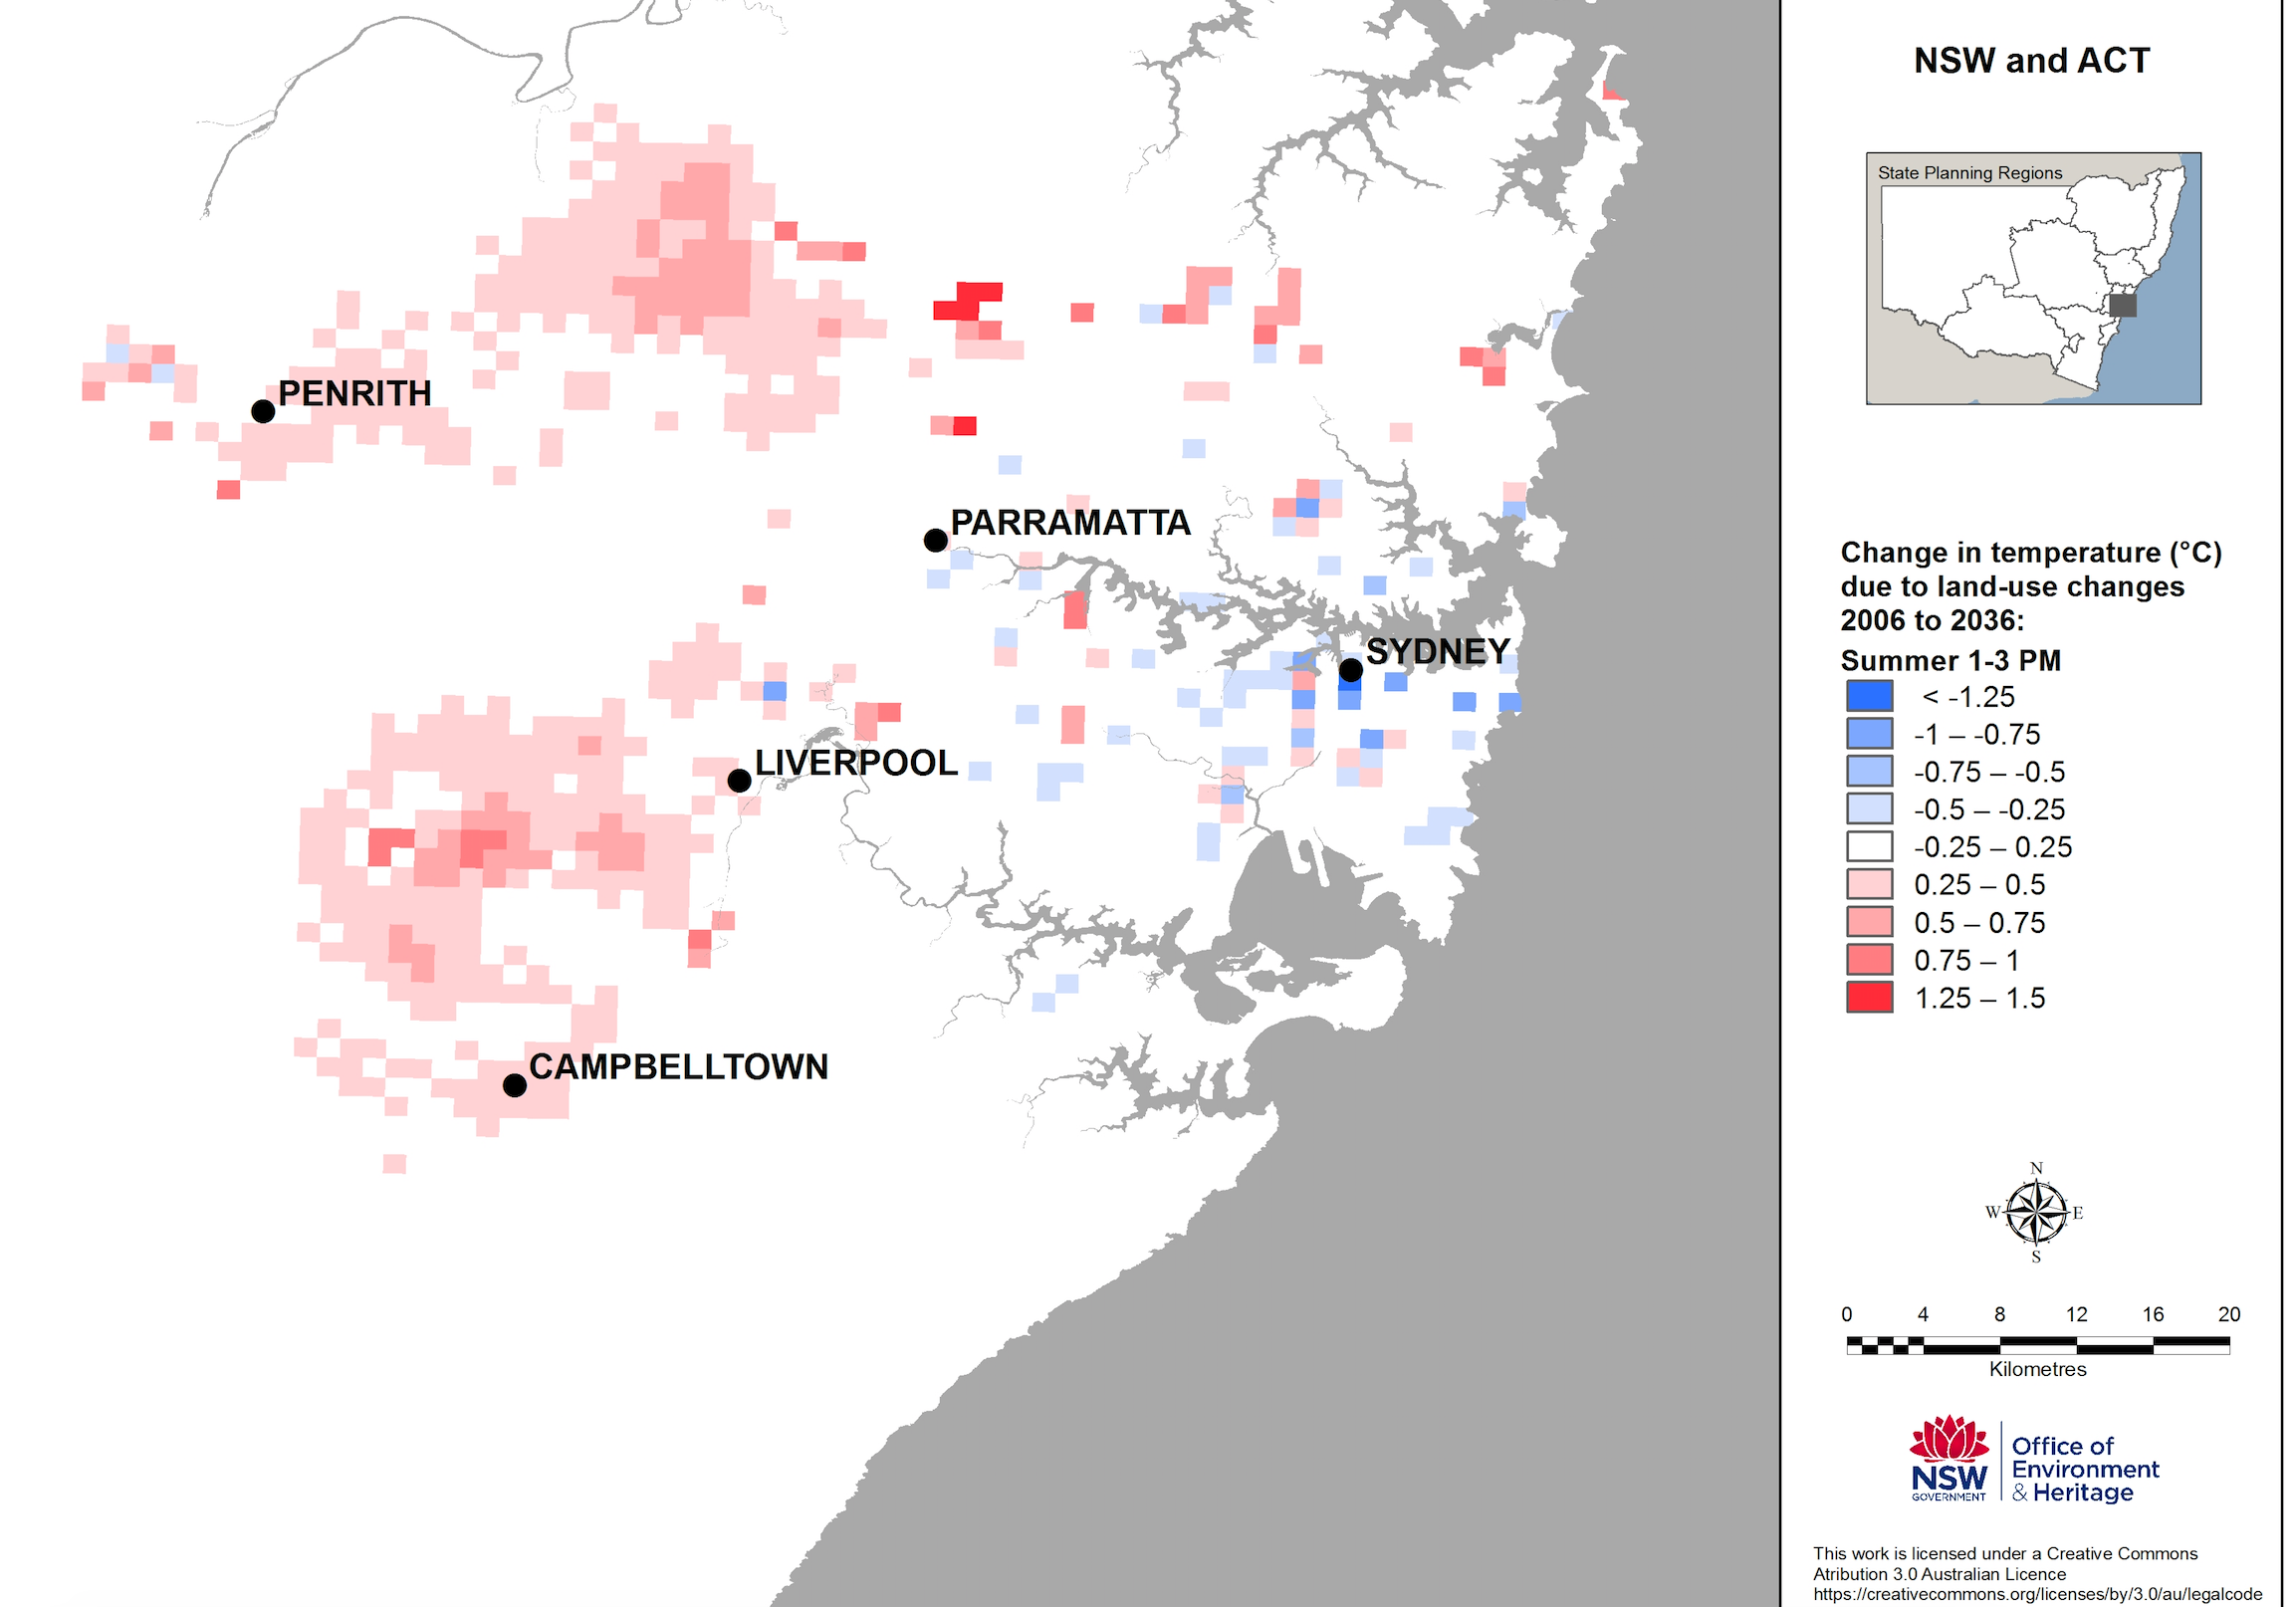 NSW and ACT
State Planning Regions
PENRITH
PARRAMATTA
SYDNEY
LIVERPOOL
CAMPBELLTOWN
Change in temperature (°C)
due to land-use changes
2006 to 2036:
Summer 1-3 PM
< -1.25
-1 – -0.75
-0.75 – -0.5
-0.5 – -0.25
-0.25 – 0.25
0.25 – 0.5
0.5 – 0.75
0.75 – 1
1.25 – 1.5
N
W E
S
0 4 8 12 16 20
Kilometres
NSW
GOVERNMENT
Office of
Environment
& Heritage
This work is licensed under a Creative Commons
Atribution 3.0 Australian Licence
https://creativecommons.org/licenses/by/3.0/au/legalcode